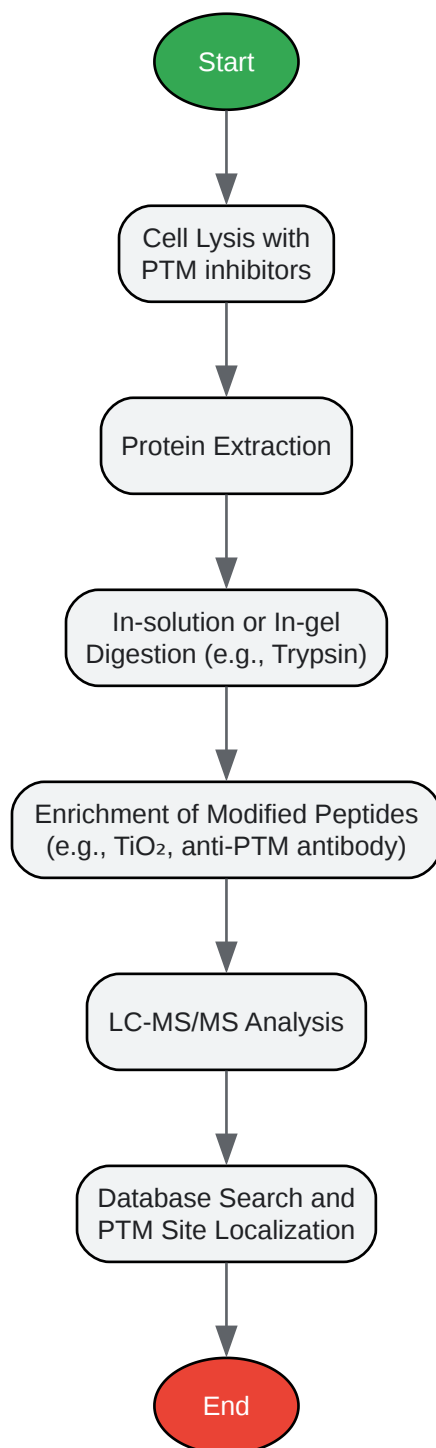 Start
Cell Lysis with
PTM inhibitors
Protein Extraction
In-solution or In-gel
Digestion (e.g., Trypsin)
Enrichment of Modified Peptides
(e.g., TiO₂, anti-PTM antibody)
LC-MS/MS Analysis
Database Search and
PTM Site Localization
End